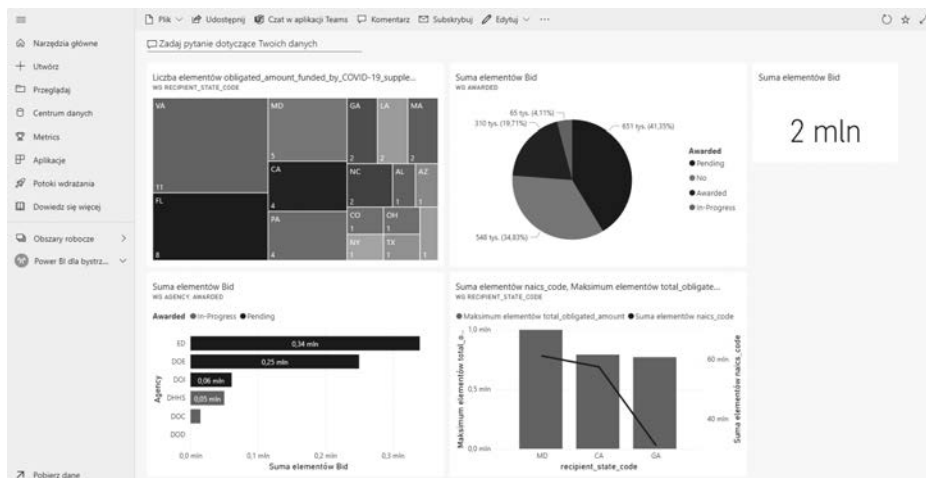 Plik
Udostępnij
Czat w aplikacji Teams
Komentarz
Subskrybuj
Edytuj
Narzędzia główne
Utwórz
Przeglądaj
Centrum danych
Metrics
Aplikacje
Potoki wdrażania
Dowiedz się więcej
Obszary robocze
Power BI dla bystrz...
Pobierz dane
Zadaj pytanie dotyczące Twoich danych
Liczba elementów obligated_amount_funded_by_COVID-19_supple...
WG RECIPIENT_STATE_CODE
VA
11
FL
8
MD
5
CA
4
PA
4
GA
2
LA
2
MA
2
NC
2
AL
1
AZ
1
CO
1
OH
1
NY
1
TX
1
1
Suma elementów Bid
WG AWARDED
65 tys. (4,11%)
310 tys. (19,71%)
651 tys. (41,35%)
548 tys. (34,83%)
Awarded
Pending
No
Awarded
In-Progress
Suma elementów Bid
2 mln
Suma elementów Bid
WG AGENCY, AWARDED
Awarded In-Progress Pending
Agency
ED 0,34 mln
DOE 0,25 mln
DOI 0,06 mln
DHHS 0,05 mln
DOC
DOD
0,0 mln 0,1 mln 0,2 mln 0,3 mln
Suma elementów Bid
Suma elementów naics_code, Maksimum elementów total_obligate...
WG RECIPIENT_STATE_CODE
Maksimum elementów total_obligated_amount Suma elementów naics_code
Maksimum elementów total_o...
1,0 mln
0,5 mln
0,0 mln
60 mln
40 mln
Suma elementów naics_code
MD CA GA
recipient_state_code